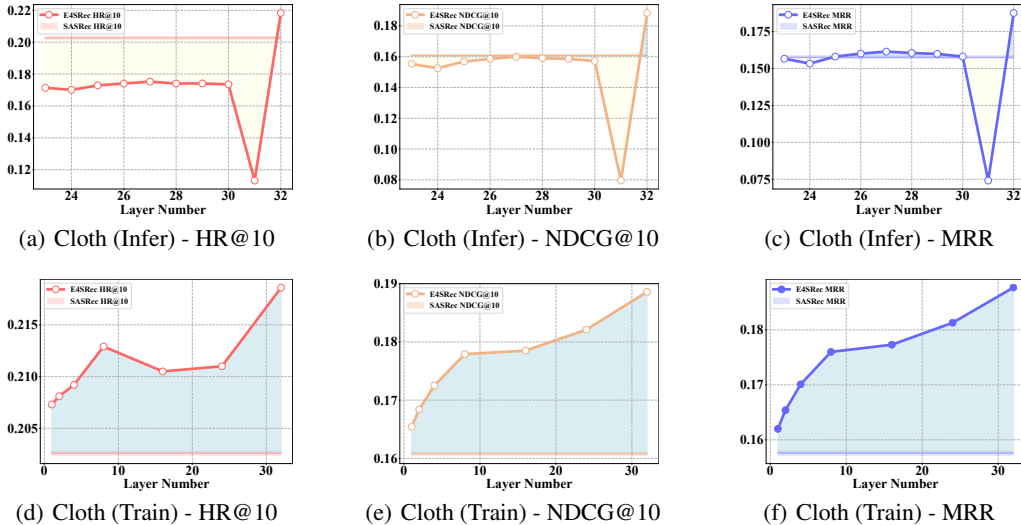 E4SRec HR@10
SASRec HR@10
0.22
0.20
0.18
0.16
0.14
0.12
24 26 28 30 32
Layer Number
(a) Cloth (Infer) - HR@10
E4SRec NDCG@10
SASRec NDCG@10
0.18
0.16
0.14
0.12
0.10
0.08
24 26 28 30 32
Layer Number
(b) Cloth (Infer) - NDCG@10
E4SRec MRR
SASRec MRR
0.175
0.150
0.125
0.100
0.075
24 26 28 30 32
Layer Number
(c) Cloth (Infer) - MRR
E4SRec HR@10
SASRec HR@10
0.215
0.210
0.205
0 10 20 30
Layer Number
(d) Cloth (Train) - HR@10
E4SRec NDCG@10
SASRec NDCG@10
0.19
0.18
0.17
0.16
0 10 20 30
Layer Number
(e) Cloth (Train) - NDCG@10
E4SRec MRR
SASRec MRR
0.18
0.17
0.16
0 10 20 30
Layer Number
(f) Cloth (Train) - MRR